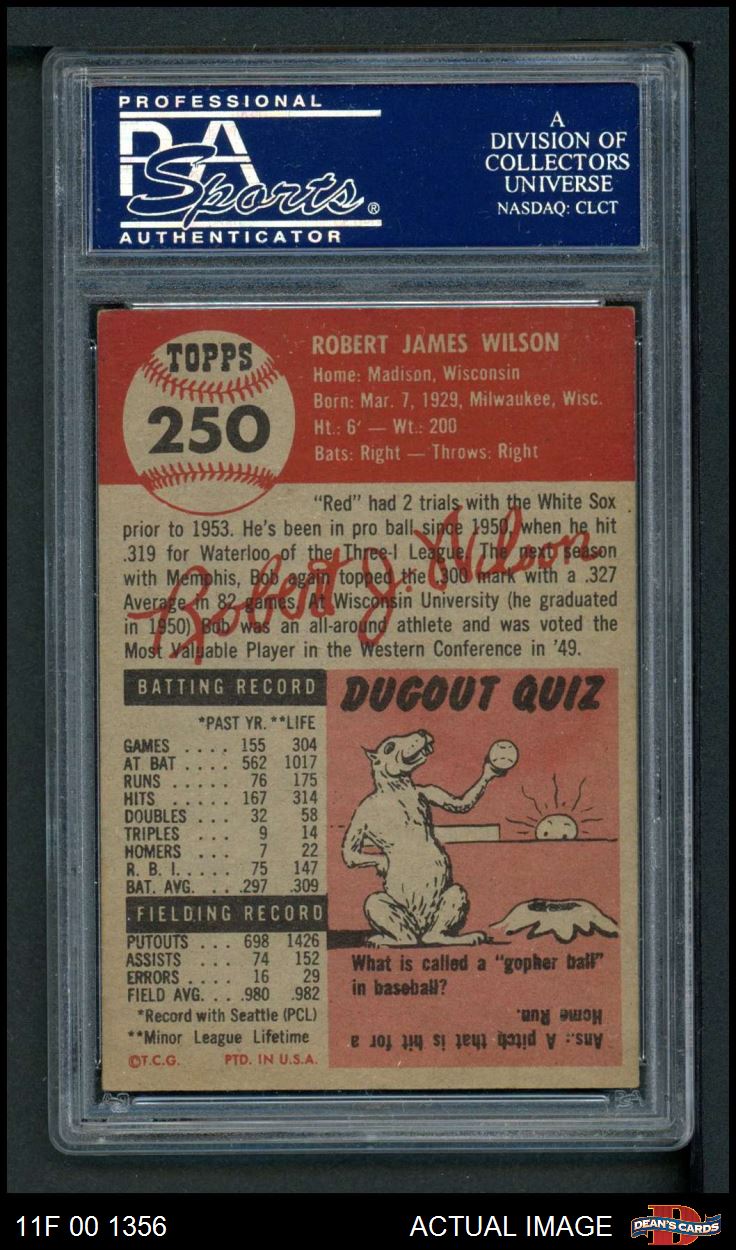 PROFESSIONAL
PSA
Sports®
AUTHENTICATOR
A
DIVISION OF
COLLECTORS
UNIVERSE
NASDAQ: CLCT
TOPPS
250
ROBERT JAMES WILSON
Home: Madison, Wisconsin
Born: Mar. 7, 1929, Milwaukee, Wisc.
Ht.: 6′ — Wt.: 200
Bats: Right — Throws: Right
"Red" had 2 trials with the White Sox
prior to 1953. He's been in pro ball since 1950, when he hit
.319 for Waterloo of the Three-I League. The next season
with Memphis, Bob again topped the .300 mark with a .327
Average in 82 games. At Wisconsin University (he graduated
in 1950) Bob was an all-around athlete and was voted the
Most Valuable Player in the Western Conference in '49.
Robert J. Wilson
BATTING RECORD
*PAST YR. **LIFE
GAMES .... 155 304
AT BAT .... 562 1017
RUNS ..... 76 175
HITS ..... 167 314
DOUBLES ... 32 58
TRIPLES ... 9 14
HOMERS ... 7 22
R. B. I. .... 75 147
BAT. AVG. ... .297 .309
FIELDING RECORD
PUTOUTS ... 698 1426
ASSISTS ... 74 152
ERRORS .... 16 29
FIELD AVG. .. .980 .982
*Record with Seattle (PCL)
**Minor League Lifetime
©T.C.G. PTD. IN U.S.A.
DUGOUT QUIZ
What is called a "gopher ball"
in baseball?
Ans.: A pitch that is hit for a
Home Run.
11F 00 1356
ACTUAL IMAGE
D
DEAN'S CARDS